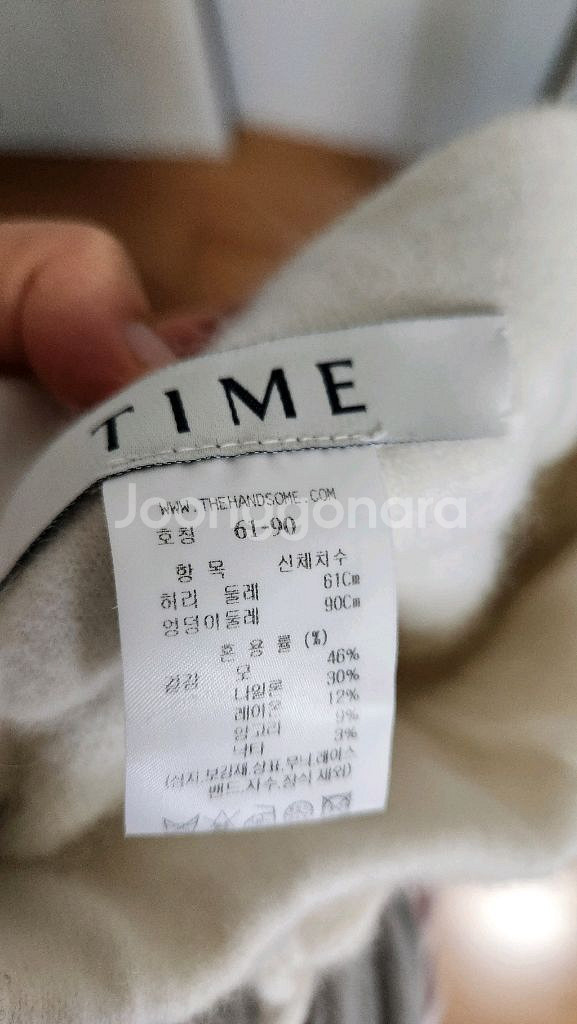 TIME
WWW.THEHANDSOME.COM
Joonggonara
호칭 61-90
항 목 신체치수
허리 둘레 61Cm
엉덩이둘레 90Cm
혼 용 률 (%)
겉감 모 46%
나일론 30%
레이온 12%
앙고라 9%
낙타 3%
(심지,보강재,상표,무늬,레이스
밴드,자수,장식 제외)